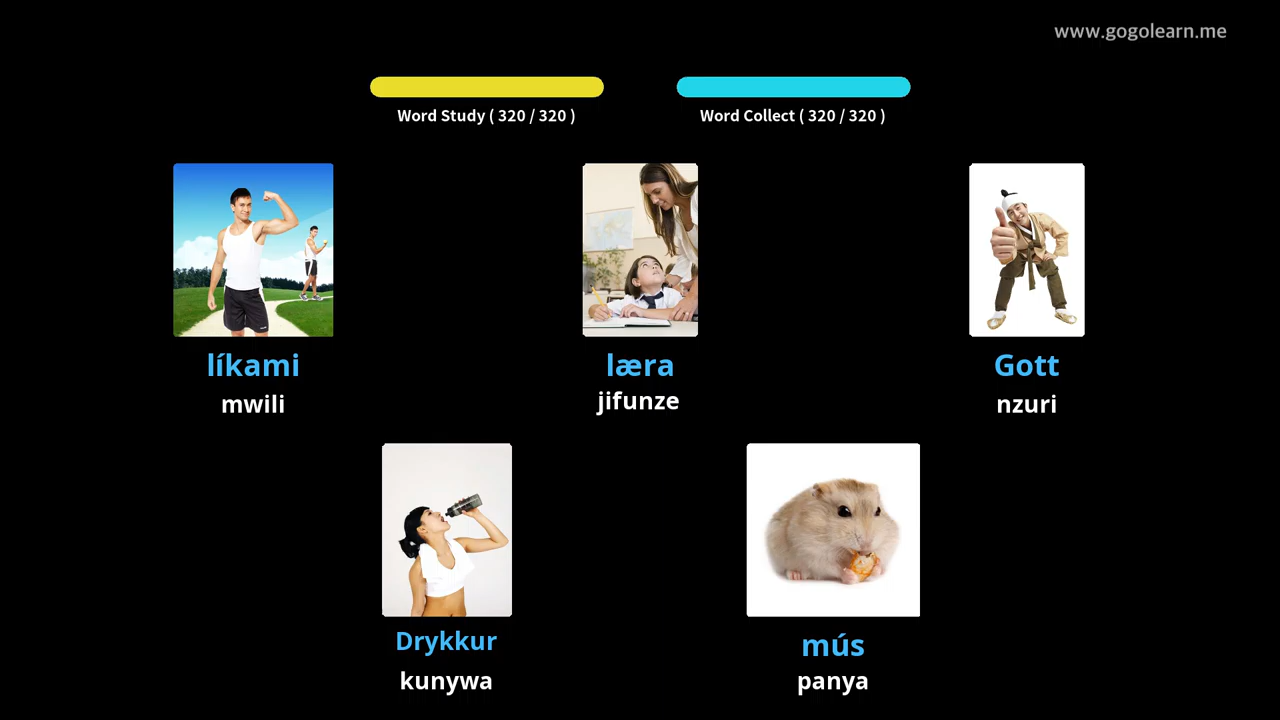 www.gogolearn.me
Word Study ( 320 / 320 )
Word Collect ( 320 / 320 )
líkami
mwili
læra
jifunze
Gott
nzuri
Drykkur
kunywa
mús
panya